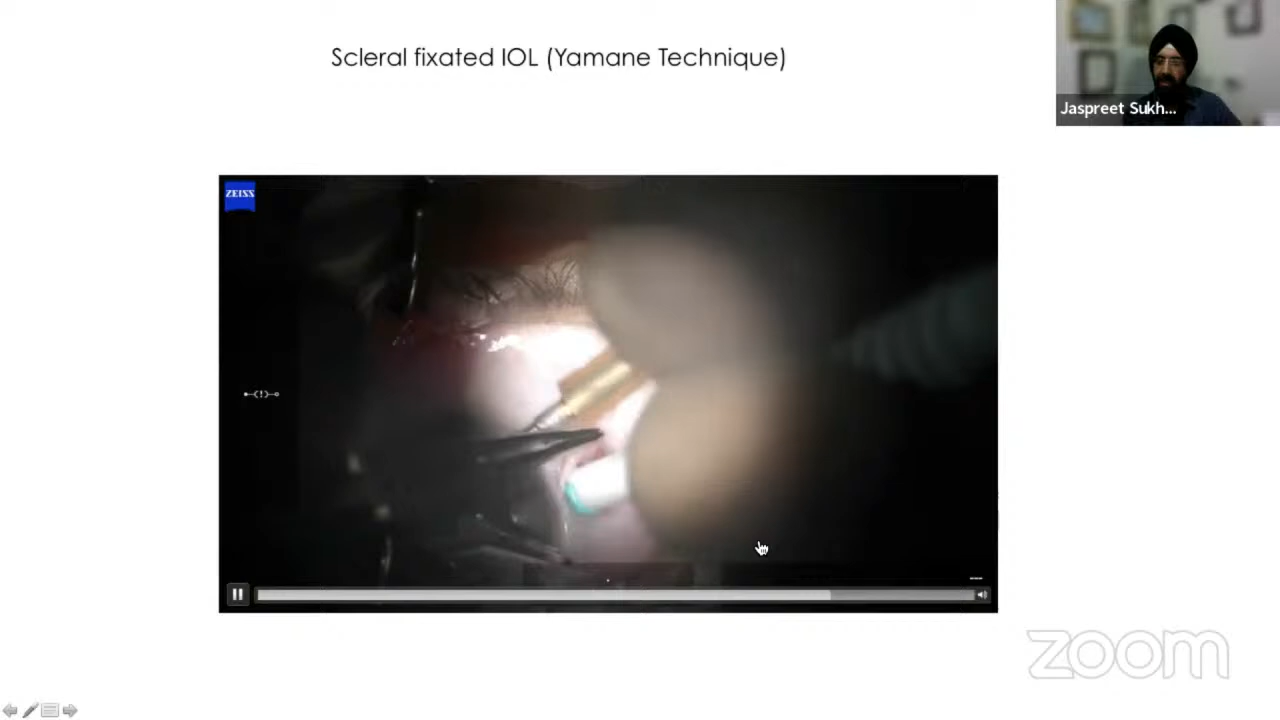 Scleral fixated IOL (Yamane Technique)
Jaspreet Sukh...
ZEISS
zoom